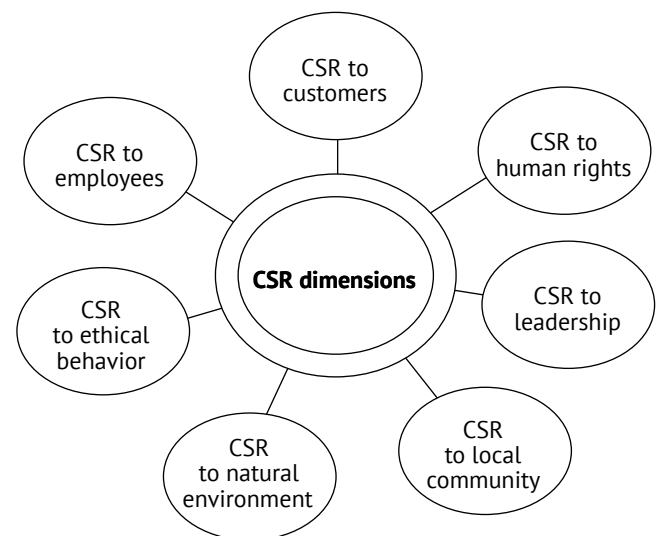 CSR to
customers
CSR to
human rights
CSR to
employees
CSR dimensions
CSR to
leadership
CSR
to ethical
behavior
CSR
to local
community
CSR
to natural
environment